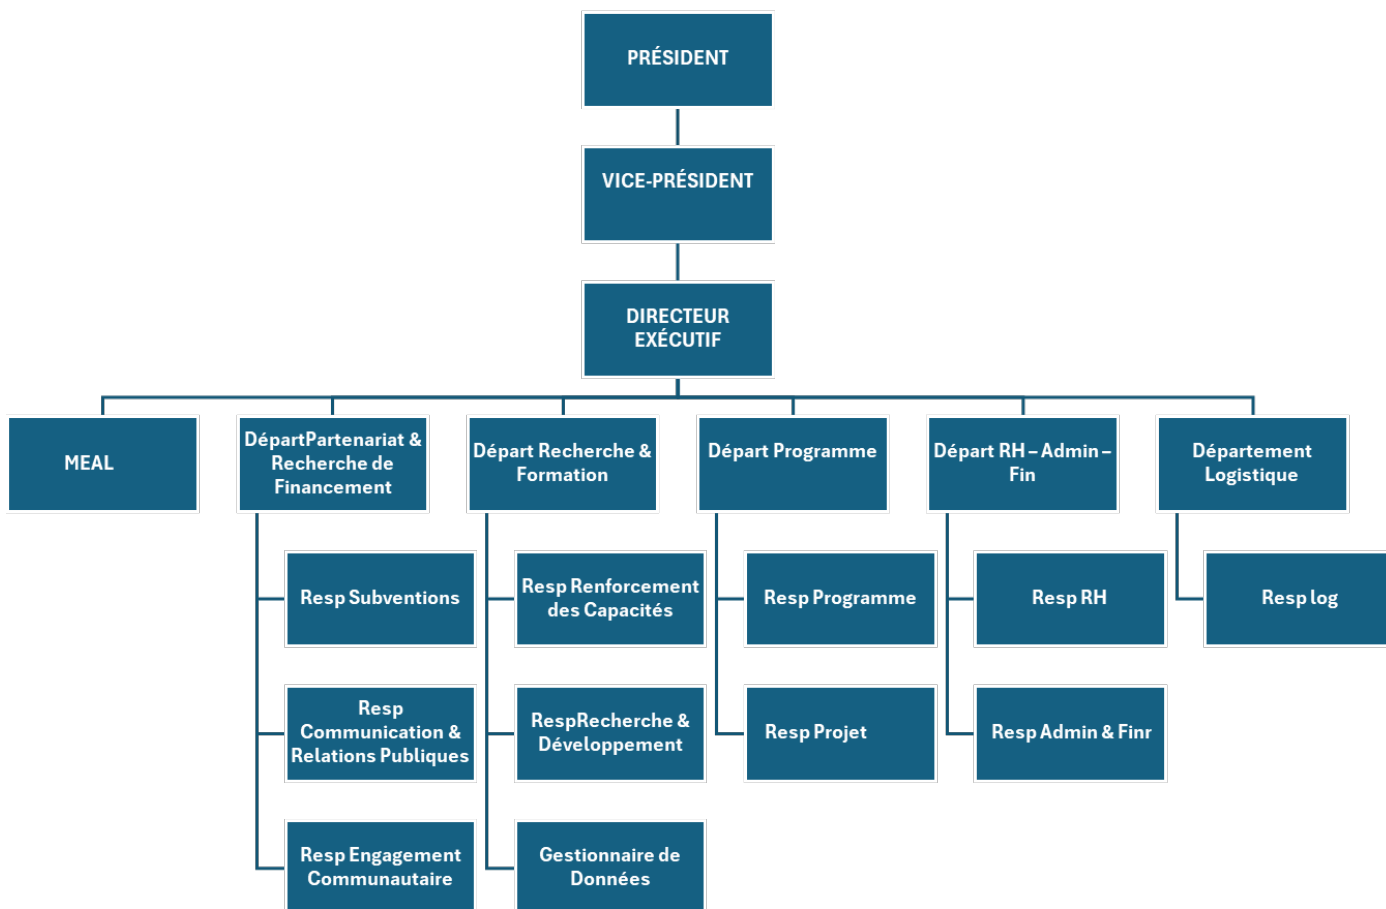 PRÉSIDENT
VICE-PRÉSIDENT
DIRECTEUR
EXÉCUTIF
MEAL
DépartPartenariat &
Recherche de
Financement
Départ Recherche &
Formation
Départ Programme
Départ RH – Admin –
Fin
Département
Logistique
Resp Subventions
Resp Renforcement
des Capacités
Resp Programme
Resp RH
Resp log
Resp
Communication &
Relations Publiques
RespRecherche &
Développement
Resp Projet
Resp Admin & Finr
Resp Engagement
Communautaire
Gestionnaire de
Données